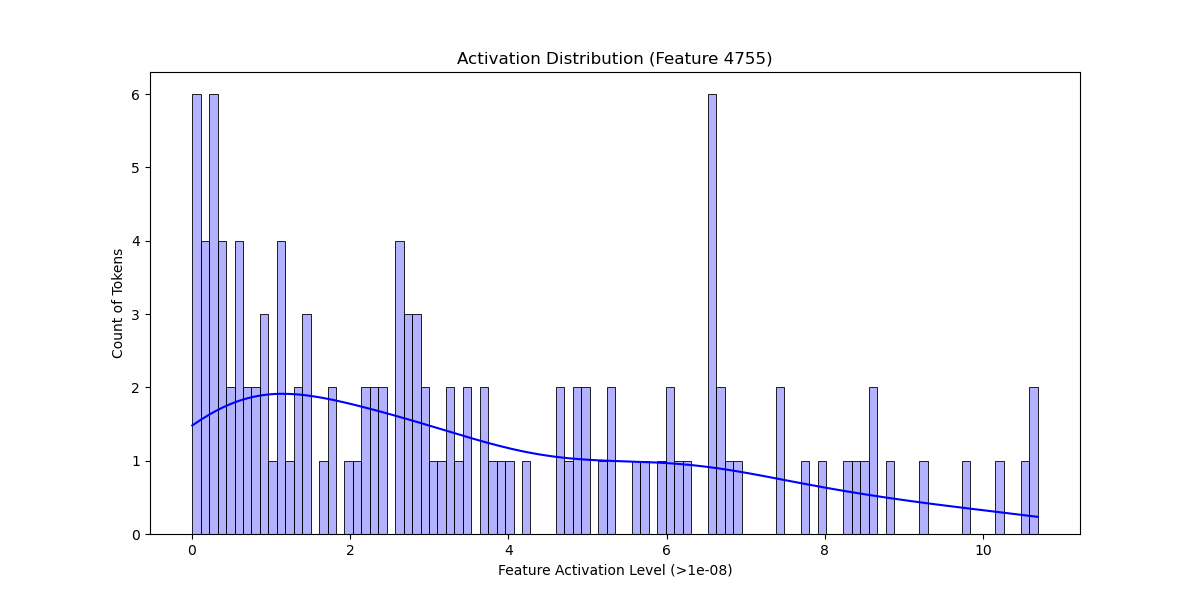 Activation Distribution (Feature 4755)
6
5
4
3
2
1
0
Count of Tokens
0 2 4 6 8 10
Feature Activation Level (>1e-08)